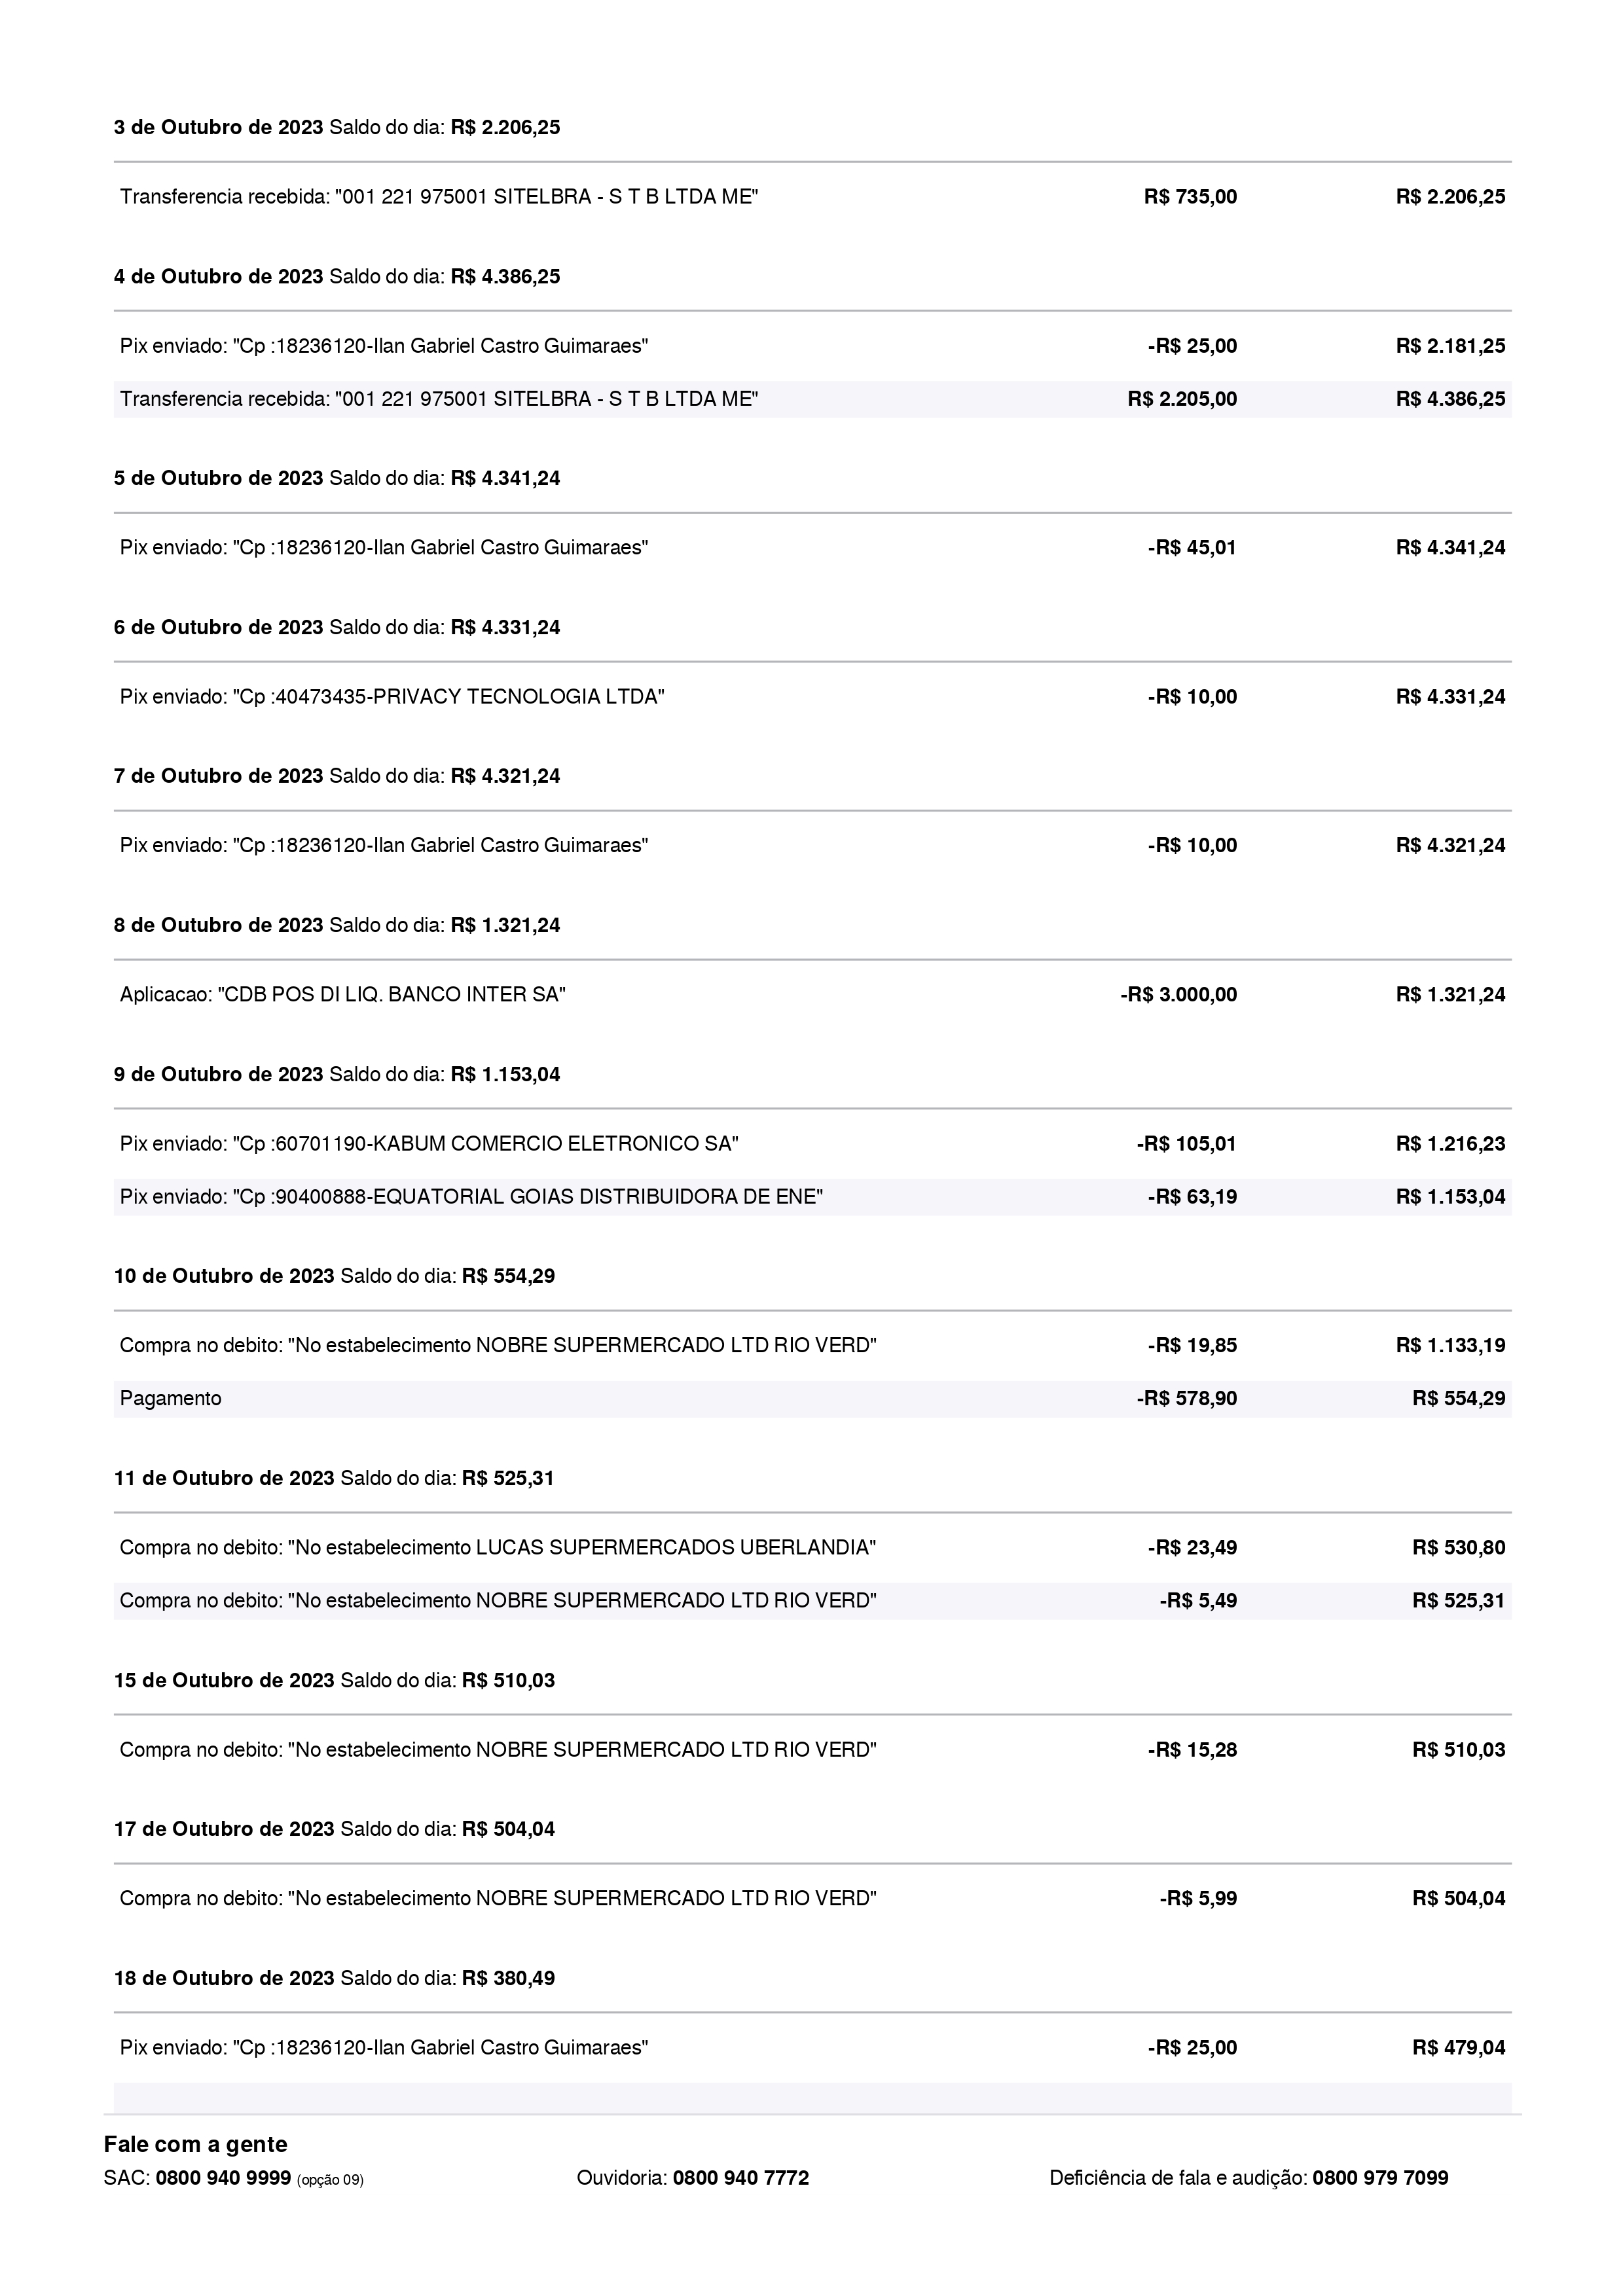 3 de Outubro de 2023 Saldo do dia: R$ 2.206,25
Transferencia recebida: "001 221 975001 SITELBRA - S T B LTDA ME" R$ 735,00 R$ 2.206,25
4 de Outubro de 2023 Saldo do dia: R$ 4.386,25
Pix enviado: "Cp :18236120-Ilan Gabriel Castro Guimaraes" -R$ 25,00 R$ 2.181,25
Transferencia recebida: "001 221 975001 SITELBRA - S T B LTDA ME" R$ 2.205,00 R$ 4.386,25
5 de Outubro de 2023 Saldo do dia: R$ 4.341,24
Pix enviado: "Cp :18236120-Ilan Gabriel Castro Guimaraes" -R$ 45,01 R$ 4.341,24
6 de Outubro de 2023 Saldo do dia: R$ 4.331,24
Pix enviado: "Cp :40473435-PRIVACY TECNOLOGIA LTDA" -R$ 10,00 R$ 4.331,24
7 de Outubro de 2023 Saldo do dia: R$ 4.321,24
Pix enviado: "Cp :18236120-Ilan Gabriel Castro Guimaraes" -R$ 10,00 R$ 4.321,24
8 de Outubro de 2023 Saldo do dia: R$ 1.321,24
Aplicacao: "CDB POS DI LIQ. BANCO INTER SA" -R$ 3.000,00 R$ 1.321,24
9 de Outubro de 2023 Saldo do dia: R$ 1.153,04
Pix enviado: "Cp :60701190-KABUM COMERCIO ELETRONICO SA" -R$ 105,01 R$ 1.216,23
Pix enviado: "Cp :90400888-EQUATORIAL GOIAS DISTRIBUIDORA DE ENE" -R$ 63,19 R$ 1.153,04
10 de Outubro de 2023 Saldo do dia: R$ 554,29
Compra no debito: "No estabelecimento NOBRE SUPERMERCADO LTD RIO VERD" -R$ 19,85 R$ 1.133,19
Pagamento -R$ 578,90 R$ 554,29
11 de Outubro de 2023 Saldo do dia: R$ 525,31
Compra no debito: "No estabelecimento LUCAS SUPERMERCADOS UBERLANDIA" -R$ 23,49 R$ 530,80
Compra no debito: "No estabelecimento NOBRE SUPERMERCADO LTD RIO VERD" -R$ 5,49 R$ 525,31
15 de Outubro de 2023 Saldo do dia: R$ 510,03
Compra no debito: "No estabelecimento NOBRE SUPERMERCADO LTD RIO VERD" -R$ 15,28 R$ 510,03
17 de Outubro de 2023 Saldo do dia: R$ 504,04
Compra no debito: "No estabelecimento NOBRE SUPERMERCADO LTD RIO VERD" -R$ 5,99 R$ 504,04
18 de Outubro de 2023 Saldo do dia: R$ 380,49
Pix enviado: "Cp :18236120-Ilan Gabriel Castro Guimaraes" -R$ 25,00 R$ 479,04
Fale com a gente
SAC: 0800 940 9999 (opção 09) Ouvidoria: 0800 940 7772 Deficiência de fala e audição: 0800 979 7099